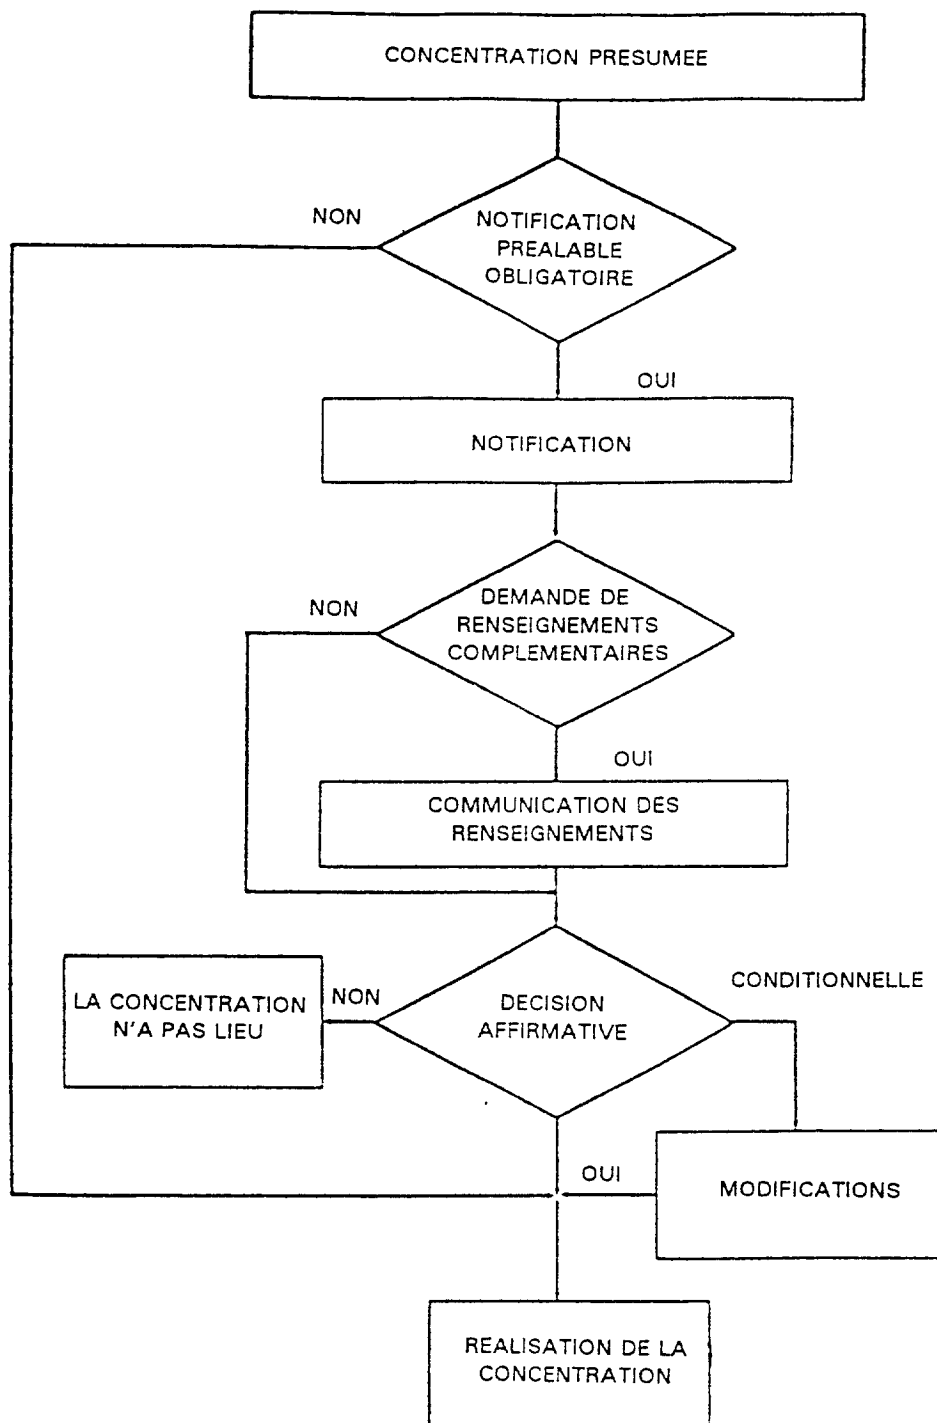 CONCENTRATION PRESUMEE
NON
NOTIFICATION
PREALABLE
OBLIGATOIRE
OUI
NOTIFICATION
NON
DEMANDE DE
RENSEIGNEMENTS
COMPLEMENTAIRES
OUI
COMMUNICATION DES
RENSEIGNEMENTS
LA CONCENTRATION
N'A PAS LIEU
NON
DECISION
AFFIRMATIVE
CONDITIONNELLE
OUI
MODIFICATIONS
REALISATION DE LA
CONCENTRATION